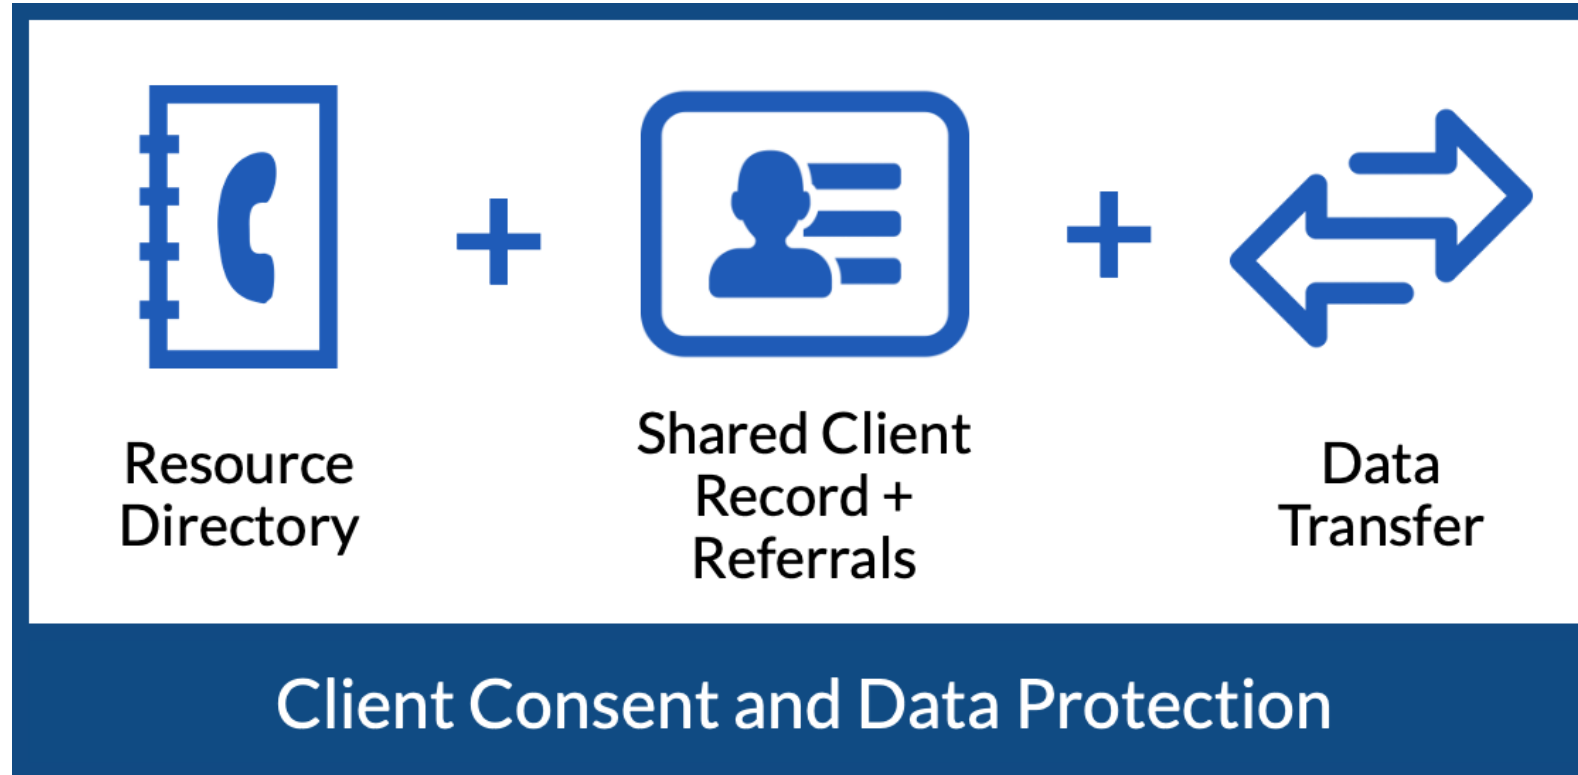 Resource
Directory
+
Shared Client
Record +
Referrals
+
Data
Transfer
Client Consent and Data Protection